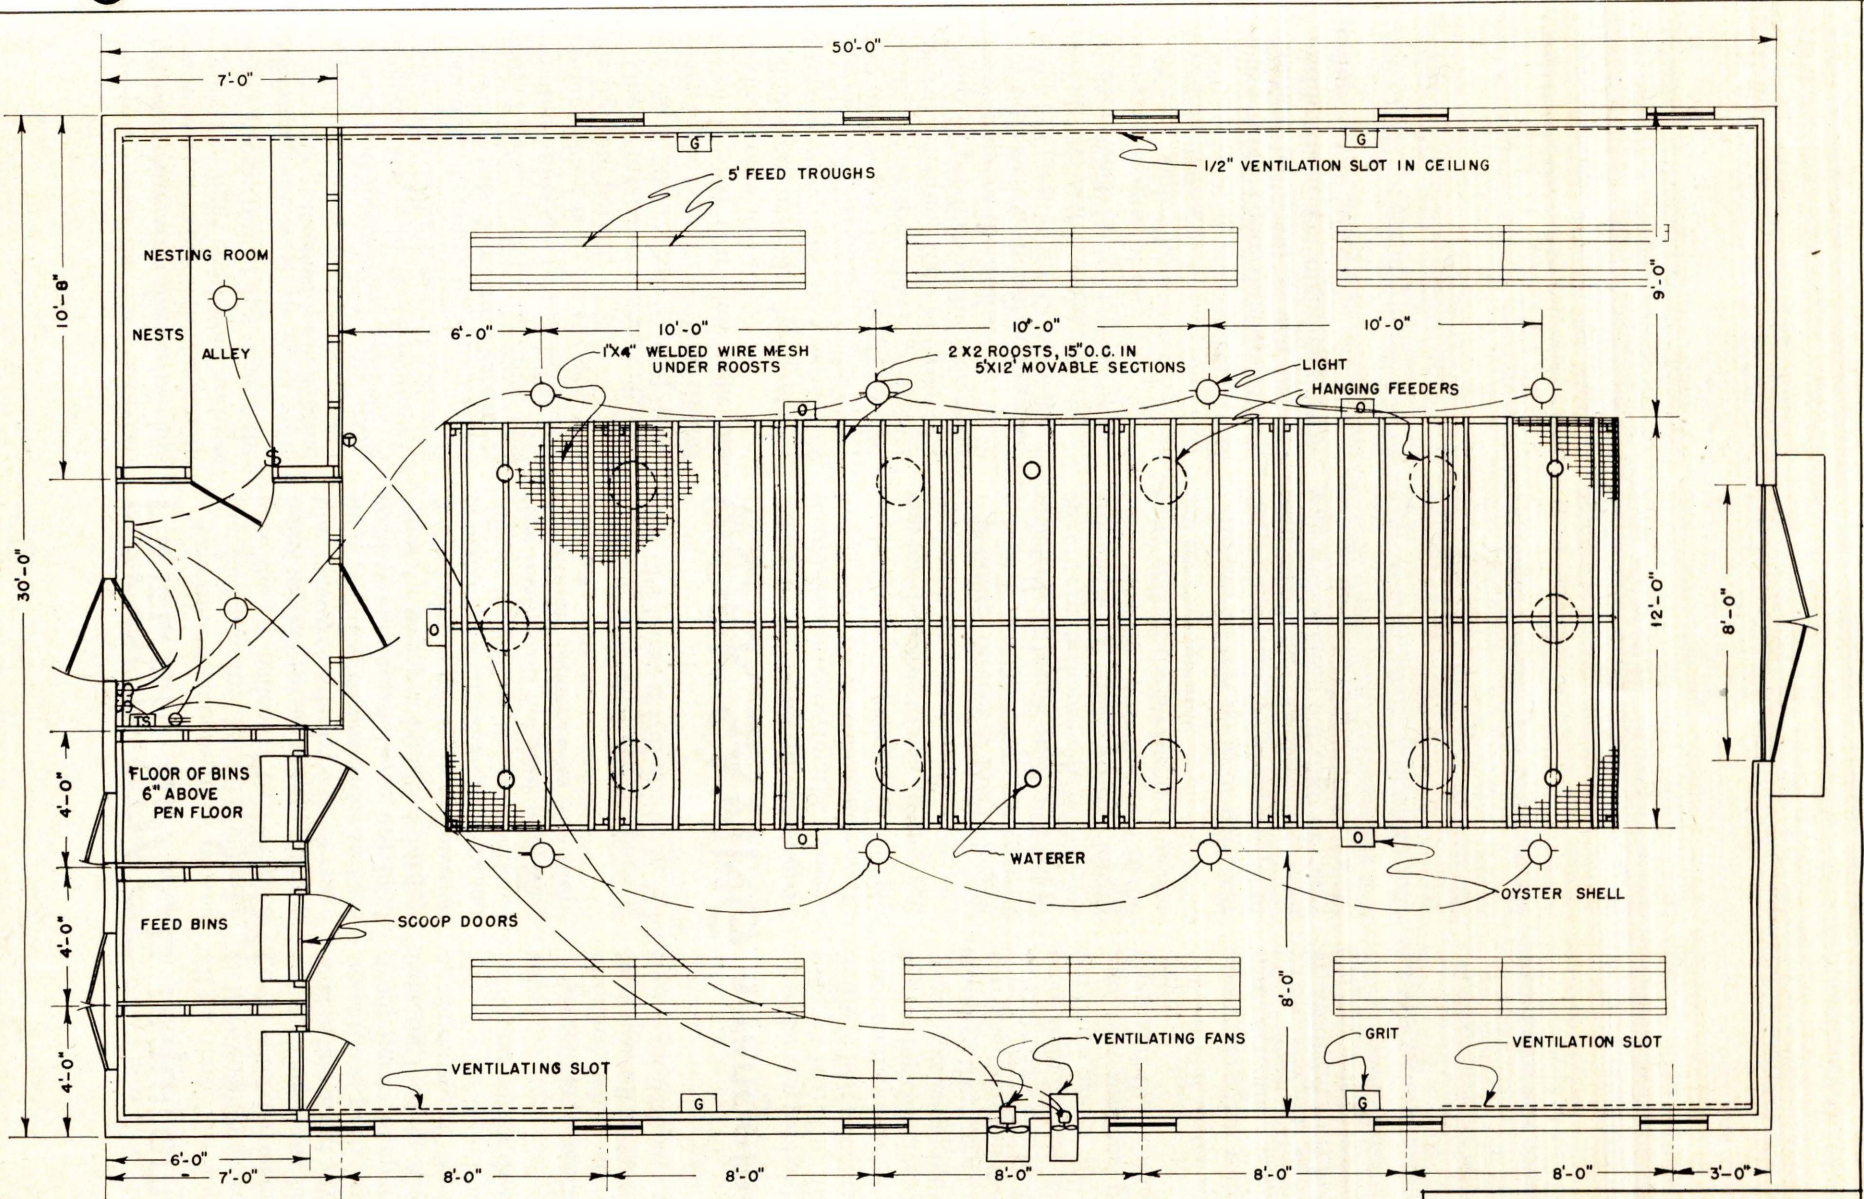 50'-0"
7'-0"
G
G
5' FEED TROUGHS
1/2" VENTILATION SLOT IN CEILING
NESTING ROOM
10'-8"
9'-0"
NESTS
ALLEY
6'-0"
10'-0"
10'-0"
10'-0"
1"X4" WELDED WIRE MESH
UNDER ROOSTS
2 X 2 ROOSTS, 15" O.C. IN
5'X12' MOVABLE SECTIONS
LIGHT
HANGING FEEDERS
O
O
S
30'-0"
12'-0"
8'-0"
O
S
S
TS
4'-0"
FLOOR OF BINS
6" ABOVE
PEN FLOOR
O
O
WATERER
OYSTER SHELL
4'-0"
FEED BINS
SCOOP DOORS
8'-0"
4'-0"
VENTILATING FANS
GRIT
VENTILATION SLOT
VENTILATING SLOT
G
G
6'-0"
7'-0"
8'-0"
8'-0"
8'-0"
8'-0"
8'-0"
3'-0"